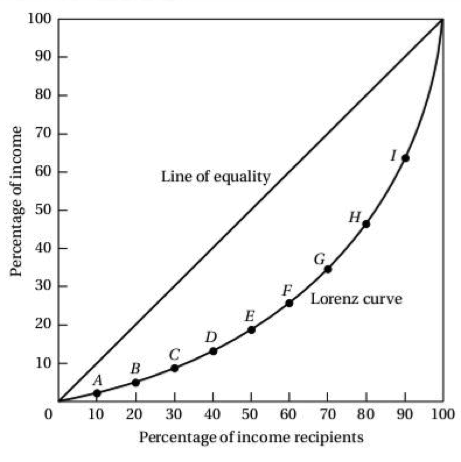 100
90
80
70
60
50
40
30
20
10
Percentage of income
Line of equality
Lorenz curve
A
B
C
D
E
F
G
H
I
0 10 20 30 40 50 60 70 80 90 100
Percentage of income recipients